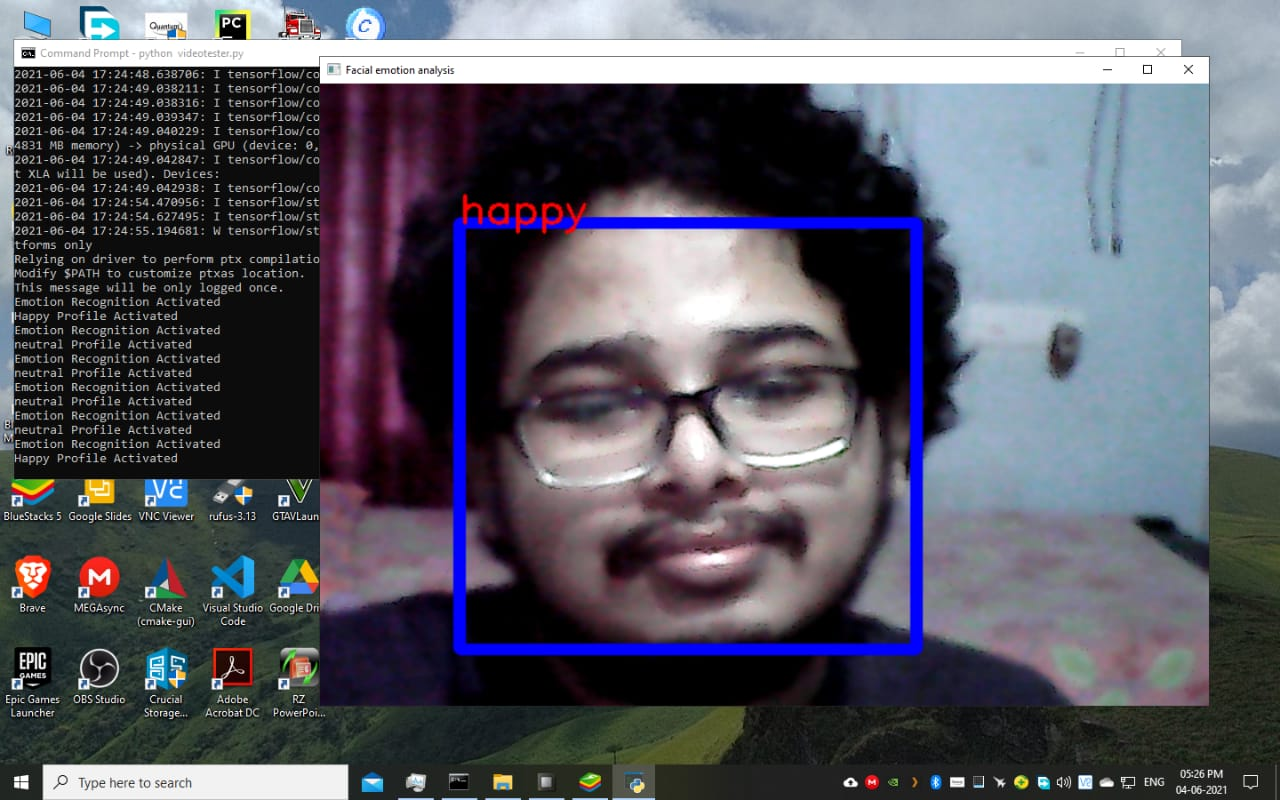 Quantum
PC
Command Prompt - python videotester.py
2021-06-04 17:24:48.638706: I tensorflow/co
2021-06-04 17:24:49.038211: I tensorflow/co
2021-06-04 17:24:49.038316: I tensorflow/co
2021-06-04 17:24:49.039347: I tensorflow/co
2021-06-04 17:24:49.040229: I tensorflow/co
4831 MB memory) -> physical GPU (device: 0,
2021-06-04 17:24:49.042847: I tensorflow/co
t XLA will be used). Devices:
2021-06-04 17:24:49.042938: I tensorflow/co
2021-06-04 17:24:54.470956: I tensorflow/st
2021-06-04 17:24:54.627495: I tensorflow/st
2021-06-04 17:24:55.194681: W tensorflow/st
tforms only
Relying on driver to perform ptx compilatio
Modify $PATH to customize ptxas location.
This message will be only logged once.
Emotion Recognition Activated
Happy Profile Activated
Emotion Recognition Activated
neutral Profile Activated
Emotion Recognition Activated
neutral Profile Activated
Emotion Recognition Activated
neutral Profile Activated
Emotion Recognition Activated
neutral Profile Activated
Emotion Recognition Activated
Happy Profile Activated
Facial emotion analysis
happy
BlueStacks 5
Google Slides
VNC Viewer
rufus-3.13
GTAVLaun
Brave
MEGAsync
CMake
(cmake-gui)
Visual Studio
Code
Google Dri
EPIC
GAMES
Epic Games
Launcher
OBS Studio
Crucial
Storage...
Adobe
Acrobat DC
RZ
PowerPoi...
Type here to search
ENG
05:26 PM
04-06-2021